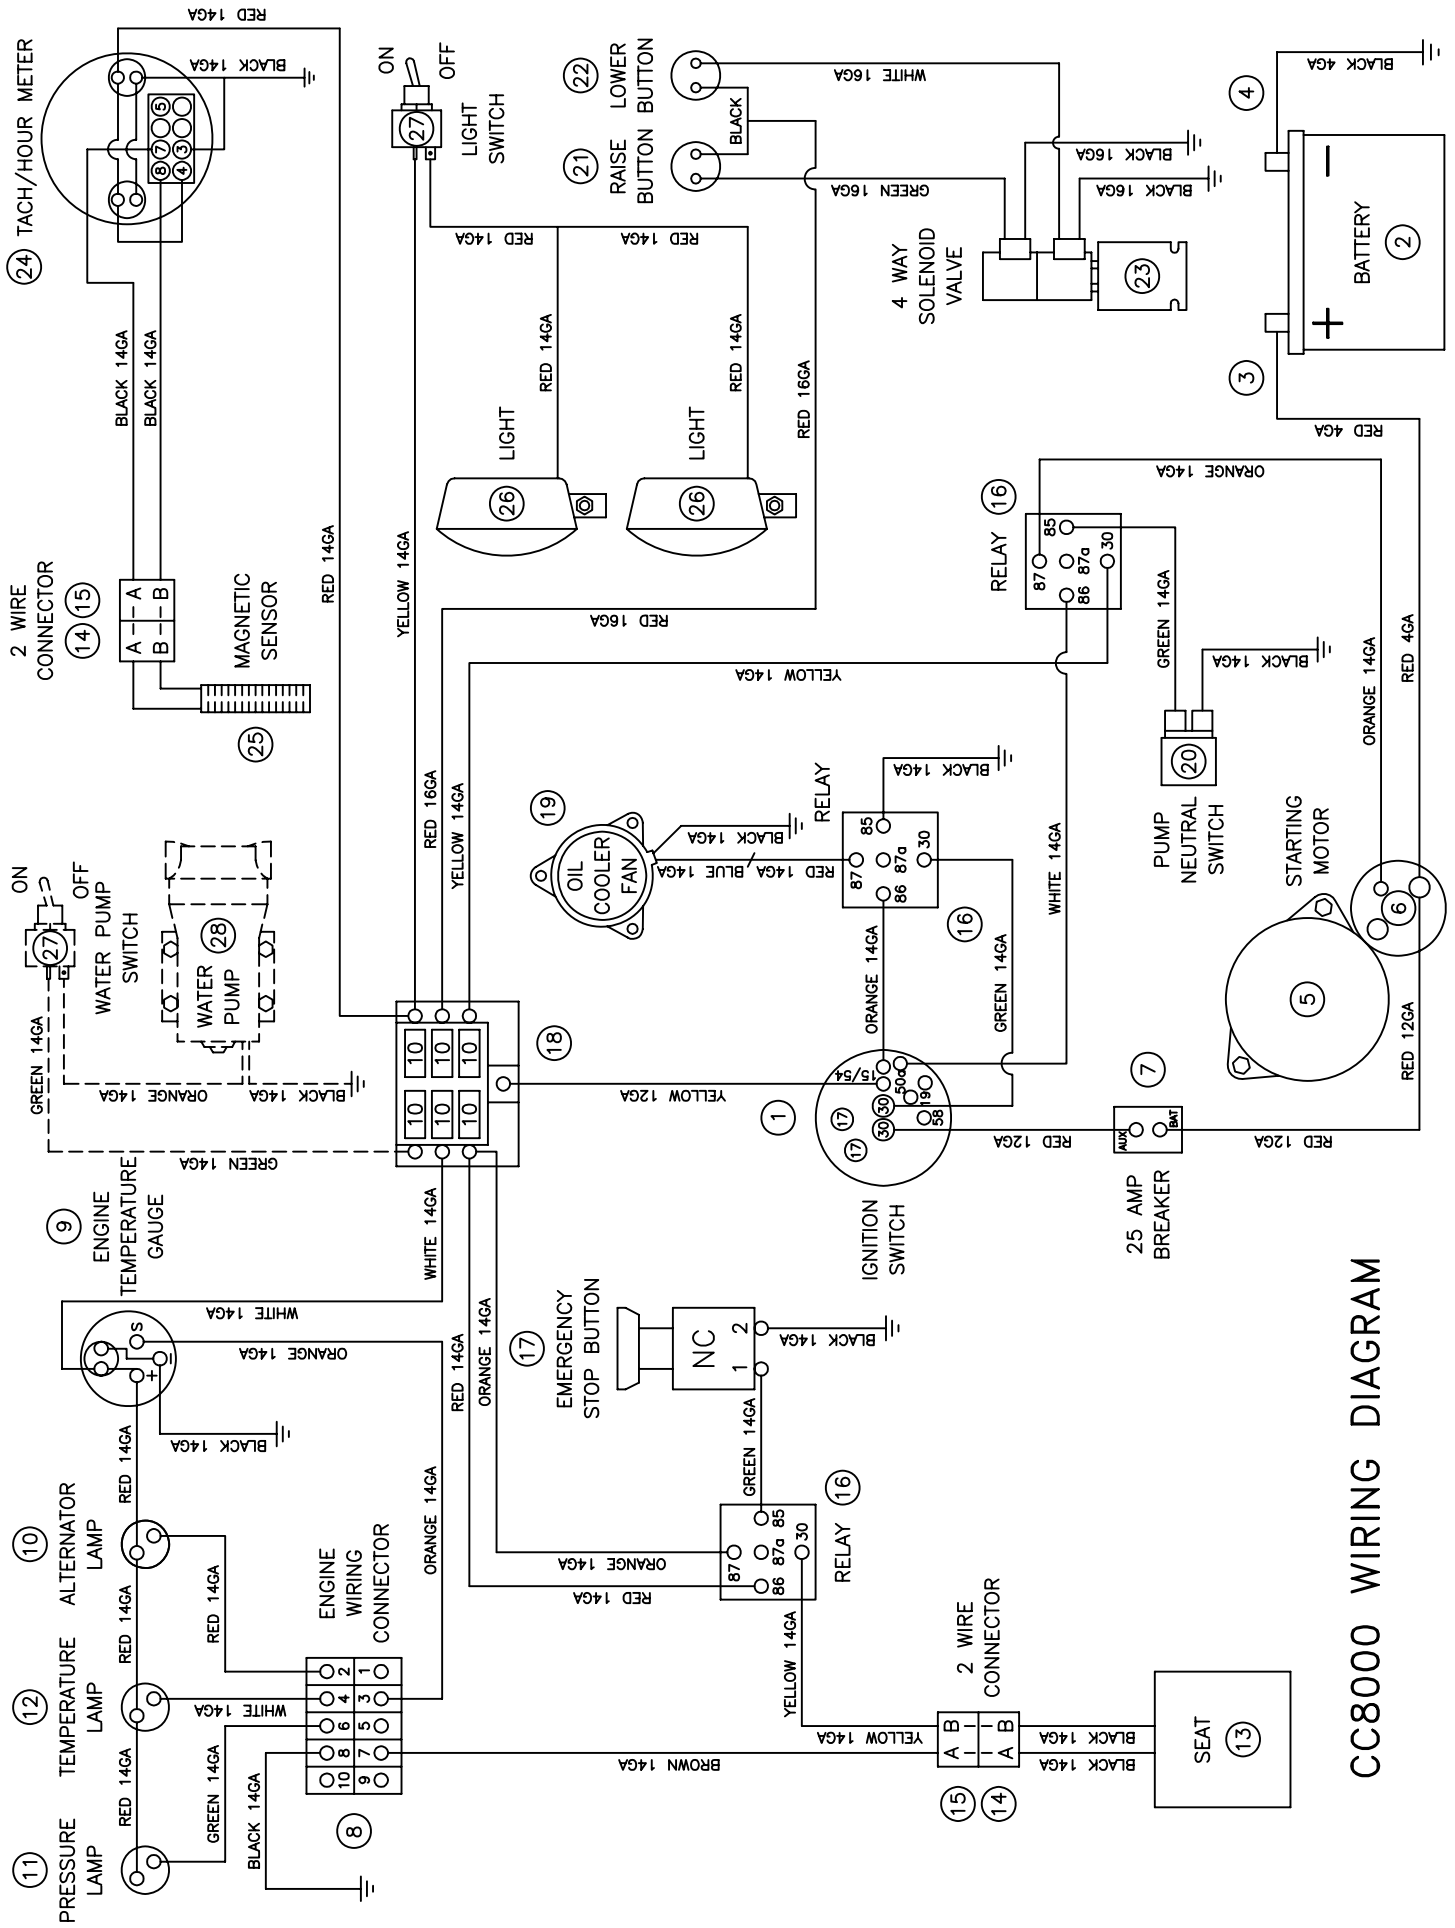 11
PRESSURE
LAMP
12
TEMPERATURE
LAMP
10
ALTERNATOR
LAMP
9
ENGINE
TEMPERATURE
GAUGE
S
+
−
RED 14GA
RED 14GA
RED 14GA
GREEN 14GA
WHITE 14GA
RED 14GA
BLACK 14GA
BLACK 14GA
WHITE 14GA
ORANGE 14GA
ORANGE 14GA
ENGINE
WIRING
CONNECTOR
10 8 6 4 2
9 7 5 3 1
8
GREEN 14GA
GREEN 14GA
ORANGE 14GA
BLACK 14GA
ON
OFF
27
WATER PUMP
SWITCH
WATER
PUMP
28
2 WIRE
CONNECTOR
14 15
A A
B B
MAGNETIC
SENSOR
25
BLACK 14GA
BLACK 14GA
24
TACH/HOUR METER
8 7 5
4 3
RED 14GA
BLACK 14GA
RED 14GA
ON
OFF
27
LIGHT
SWITCH
YELLOW 14GA
RED 14GA
RED 14GA
RED 14GA
RED 14GA
LIGHT
26
LIGHT
26
22
LOWER
BUTTON
21
RAISE
BUTTON
BLACK
WHITE 16GA
GREEN 16GA
BLACK 16GA
BLACK 16GA
RED 16GA
RED 16GA
RED 16GA
4 WAY
SOLENOID
VALVE
23
10 10
10 10
10 10
18
WHITE 14GA
RED 14GA
ORANGE 14GA
YELLOW 14GA
YELLOW 14GA
YELLOW 12GA
17
EMERGENCY
STOP BUTTON
NC
1 2
BLACK 14GA
GREEN 14GA
ORANGE 14GA
RED 14GA
87
86 87a 85
30
16
RELAY
YELLOW 14GA
YELLOW 14GA
BROWN 14GA
2 WIRE
CONNECTOR
15
14
A B
A B
BLACK 14GA
BLACK 14GA
SEAT
13
19
OIL
COOLER
FAN
BLACK 14GA
RED 14GA / BLUE 14GA
RELAY
87
86 87a 85
30
16
BLACK 14GA
ORANGE 14GA
GREEN 14GA
1
IGNITION
SWITCH
15/54
50a
30
30
19
58
17
17
WHITE 14GA
RED 12GA
7
AUX
BAT
25 AMP
BREAKER
RED 12GA
RED 12GA
RELAY
16
87
86 87a 85
30
ORANGE 14GA
ORANGE 14GA
GREEN 14GA
BLACK 14GA
20
PUMP
NEUTRAL
SWITCH
STARTING
MOTOR
5
6
RED 4GA
RED 4GA
3
4
BLACK 4GA
+
−
BATTERY
2
CC8000 WIRING DIAGRAM